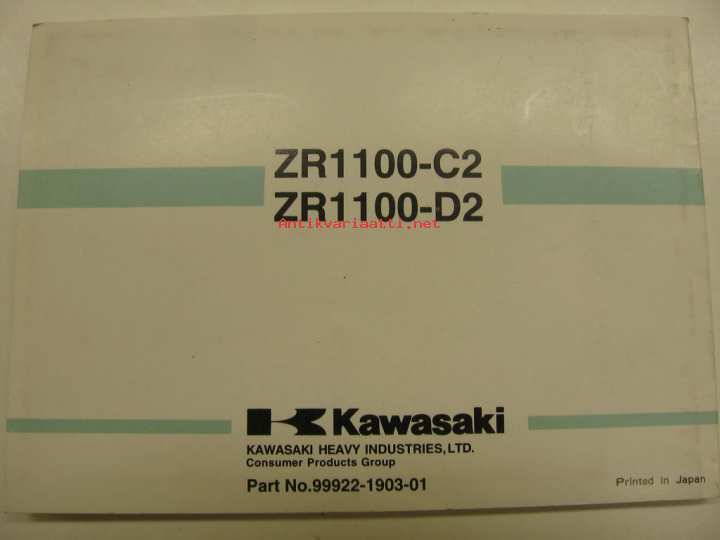 ZR1100-C2
ZR1100-D2
Antikvariaatti.net
Kawasaki
KAWASAKI HEAVY INDUSTRIES,LTD.
Consumer Products Group
Part No.99922-1903-01
Printed in Japan